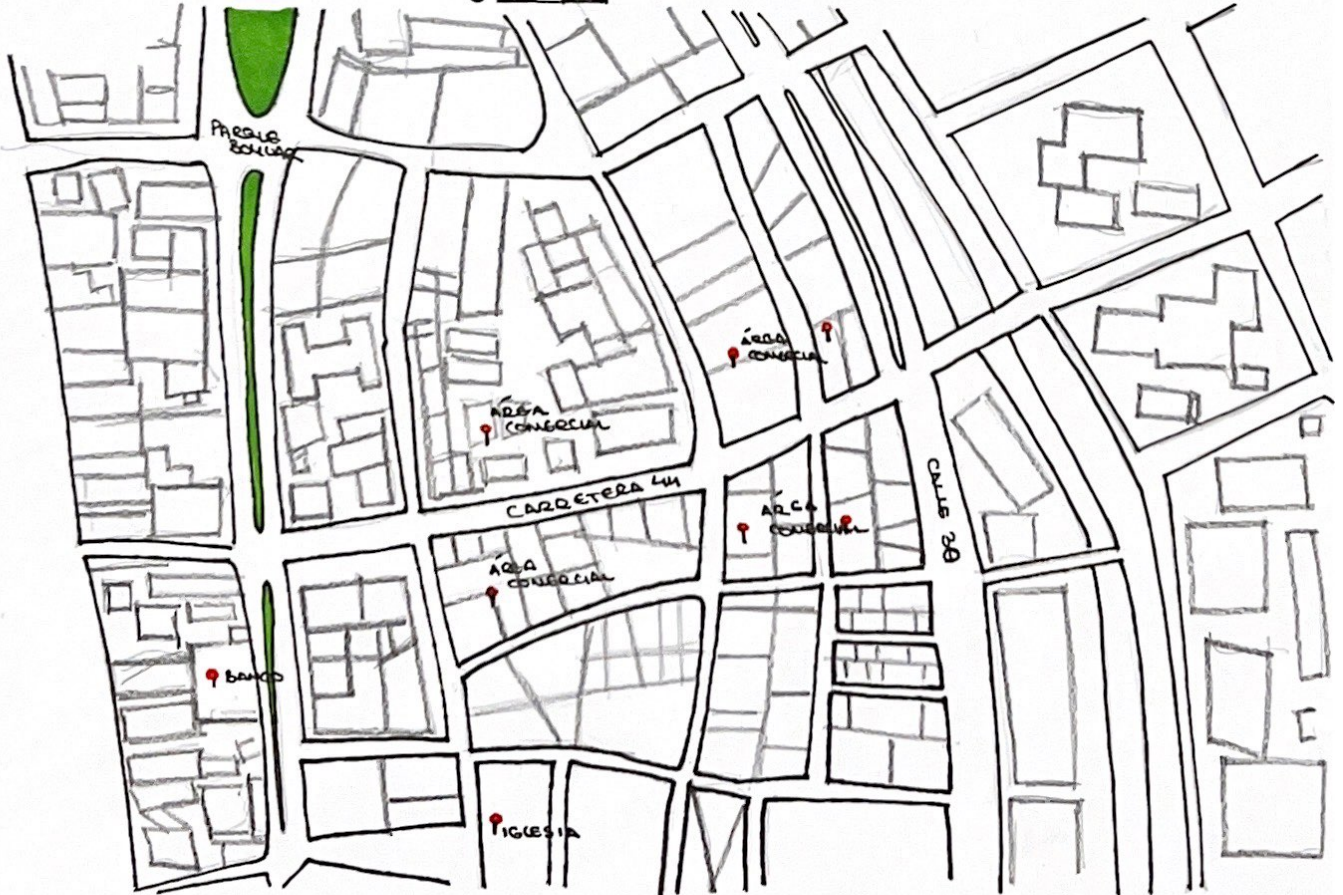 PARQUE
BOLIVAR
ÁREA
COMERCIAL
ÁREA
COMERCIAL
CARRETERA 44
ÁREA
COMERCIAL
ÁREA
COMERCIAL
CALLE 30
BANCO
IGLESIA